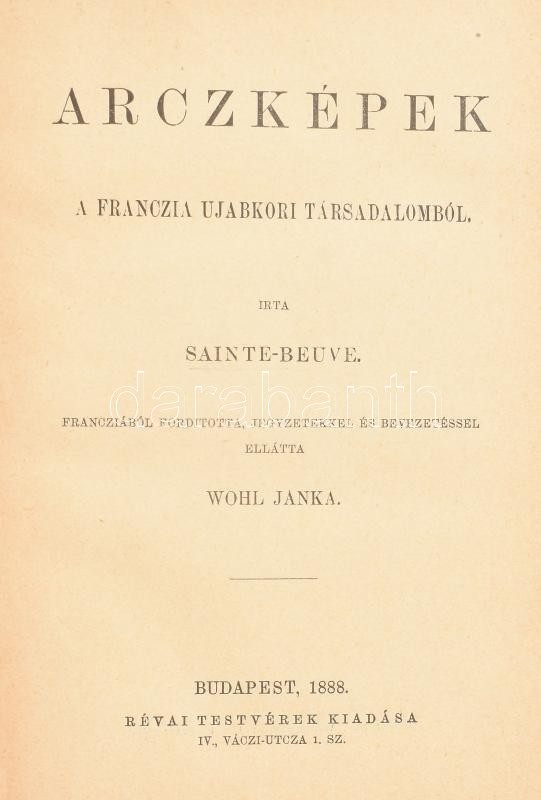 ARCZKÉPEK
A FRANCZIA UJABKORI TÁRSADALOMBÓL.
IRTA
SAINTE-BEUVE.
darabanth
FRANCZIÁBÓL FORDITOTTA, JEGYZETEKKEL ÉS BEVEZETÉSSEL
ELLÁTTA
WOHL JANKA.
BUDAPEST, 1888.
RÉVAI TESTVÉREK KIADÁSA
IV., VÁCZI-UTCZA 1. SZ.